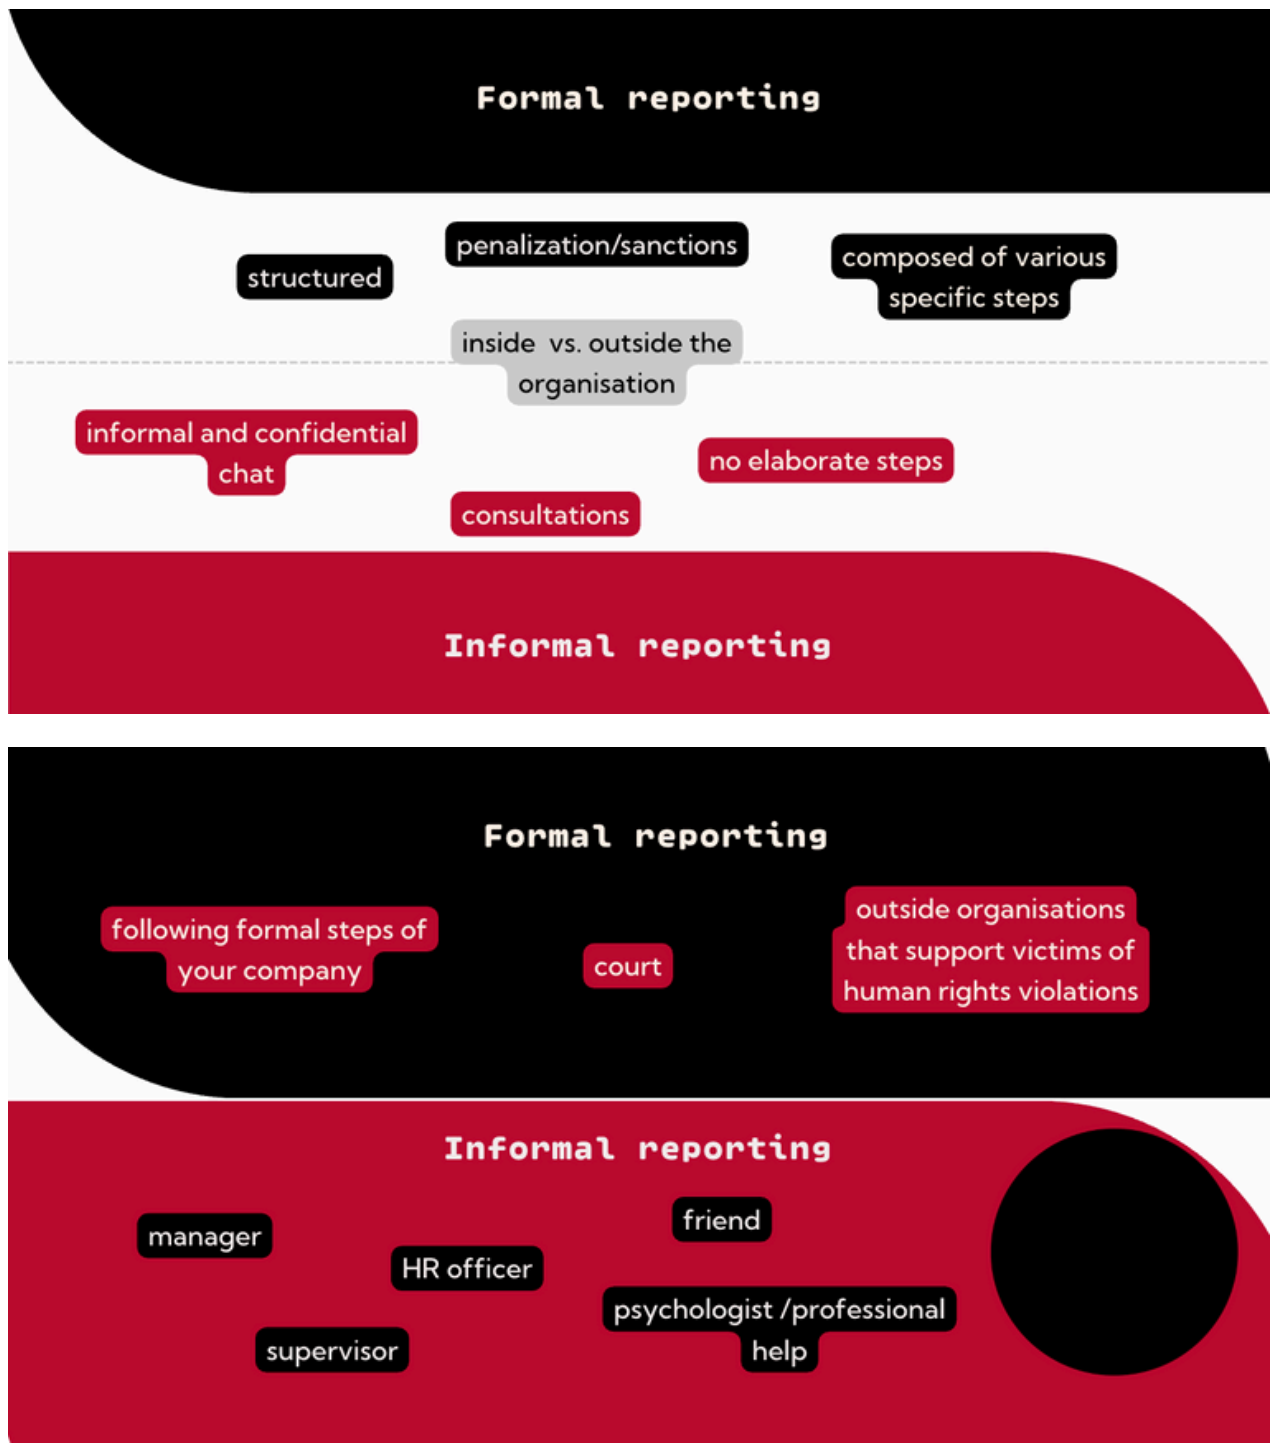 Formal reporting
structured
penalization/sanctions
composed of various
specific steps
inside vs. outside the
organisation
informal and confidential
chat
no elaborate steps
consultations
Informal reporting
Formal reporting
following formal steps of
your company
court
outside organisations
that support victims of
human rights violations
Informal reporting
manager
HR officer
friend
supervisor
psychologist /professional
help